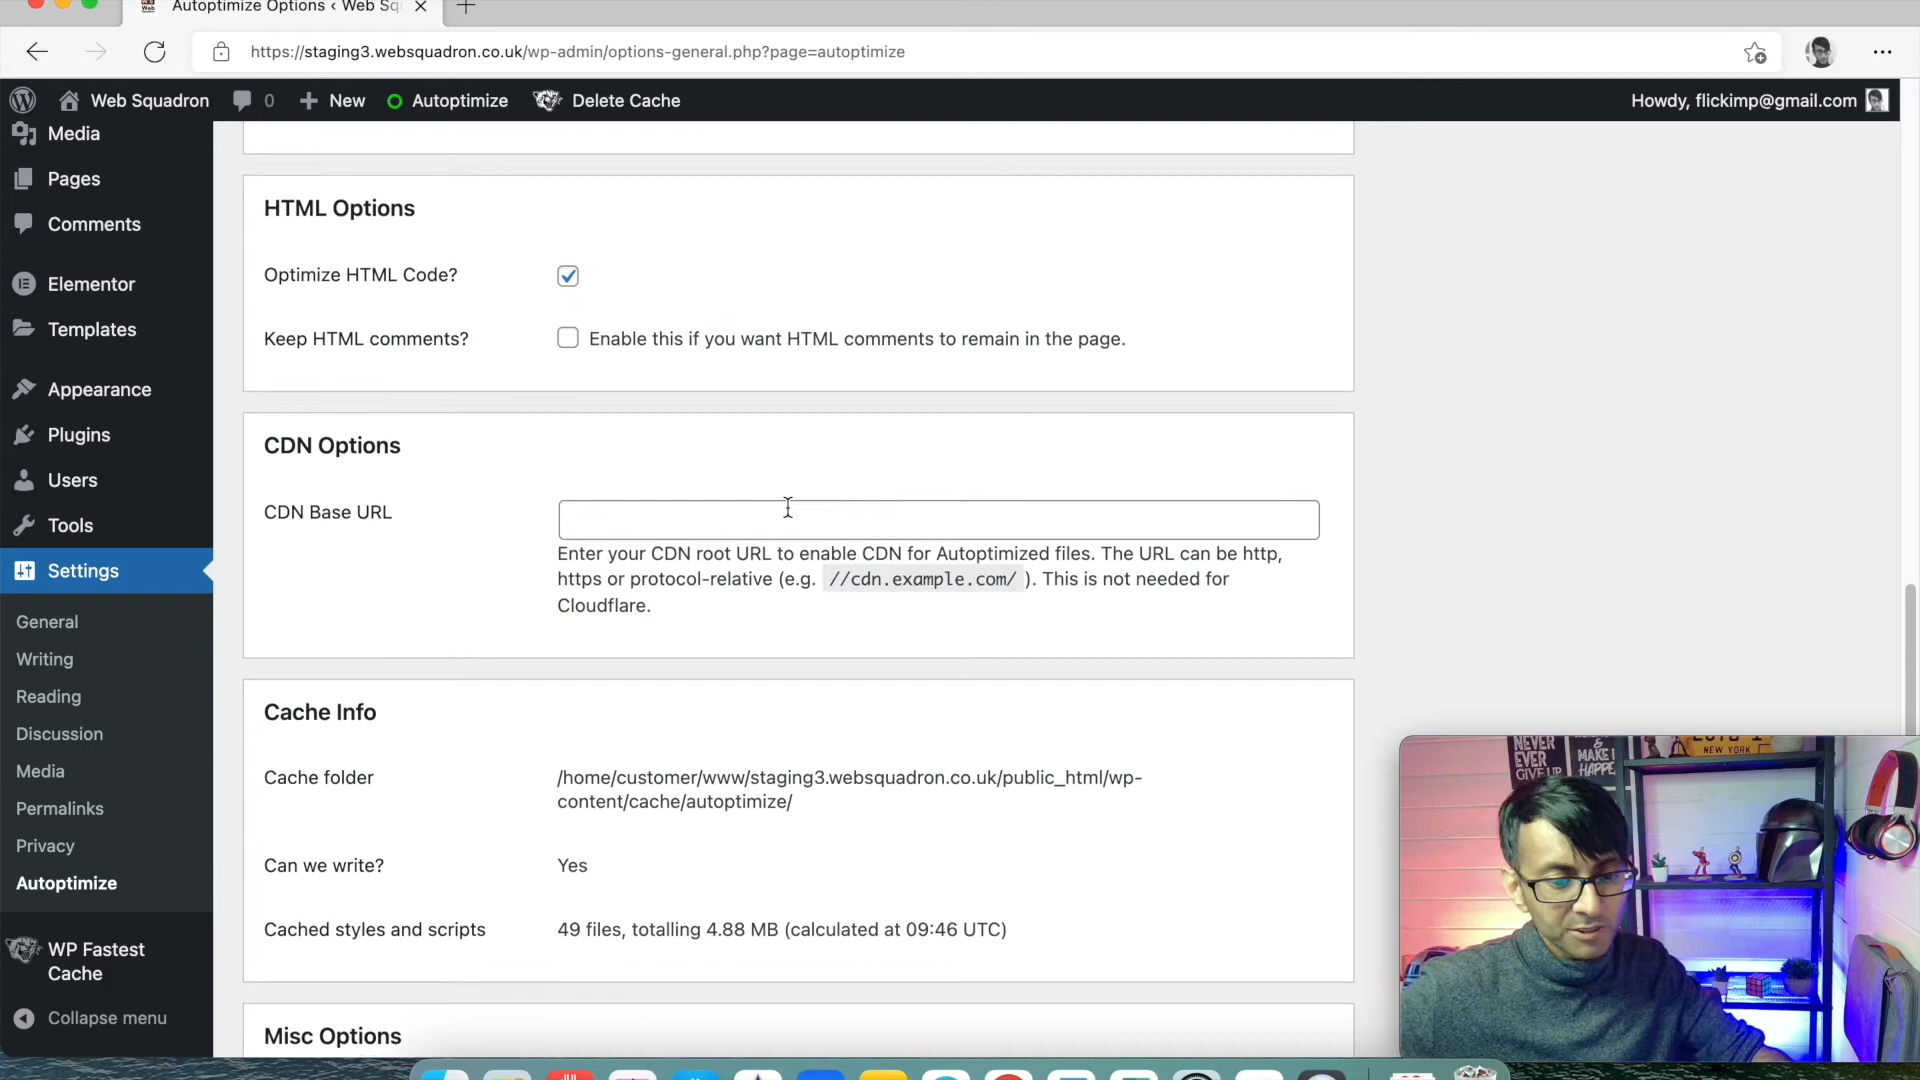 Autoptimize Options ‹ Web Sq
https://staging3.websquadron.co.uk/wp-admin/options-general.php?page=autoptimize
Web Squadron 0 New Autoptimize Delete Cache Howdy, flickimp@gmail.com
Media
Pages
Comments
Elementor
Templates
Appearance
Plugins
Users
Tools
Settings
General
Writing
Reading
Discussion
Media
Permalinks
Privacy
Autoptimize
WP Fastest
Cache
Collapse menu
HTML Options
Optimize HTML Code?
Keep HTML comments? Enable this if you want HTML comments to remain in the page.
CDN Options
CDN Base URL
Enter your CDN root URL to enable CDN for Autoptimized files. The URL can be http,
https or protocol-relative (e.g. //cdn.example.com/ ). This is not needed for
Cloudflare.
Cache Info
Cache folder /home/customer/www/staging3.websquadron.co.uk/public_html/wp-
content/cache/autoptimize/
Can we write? Yes
Cached styles and scripts 49 files, totalling 4.88 MB (calculated at 09:46 UTC)
Misc Options
NEVER
EVER
GIVE UP
&
MAKE I
HAPPE
NEW YORK